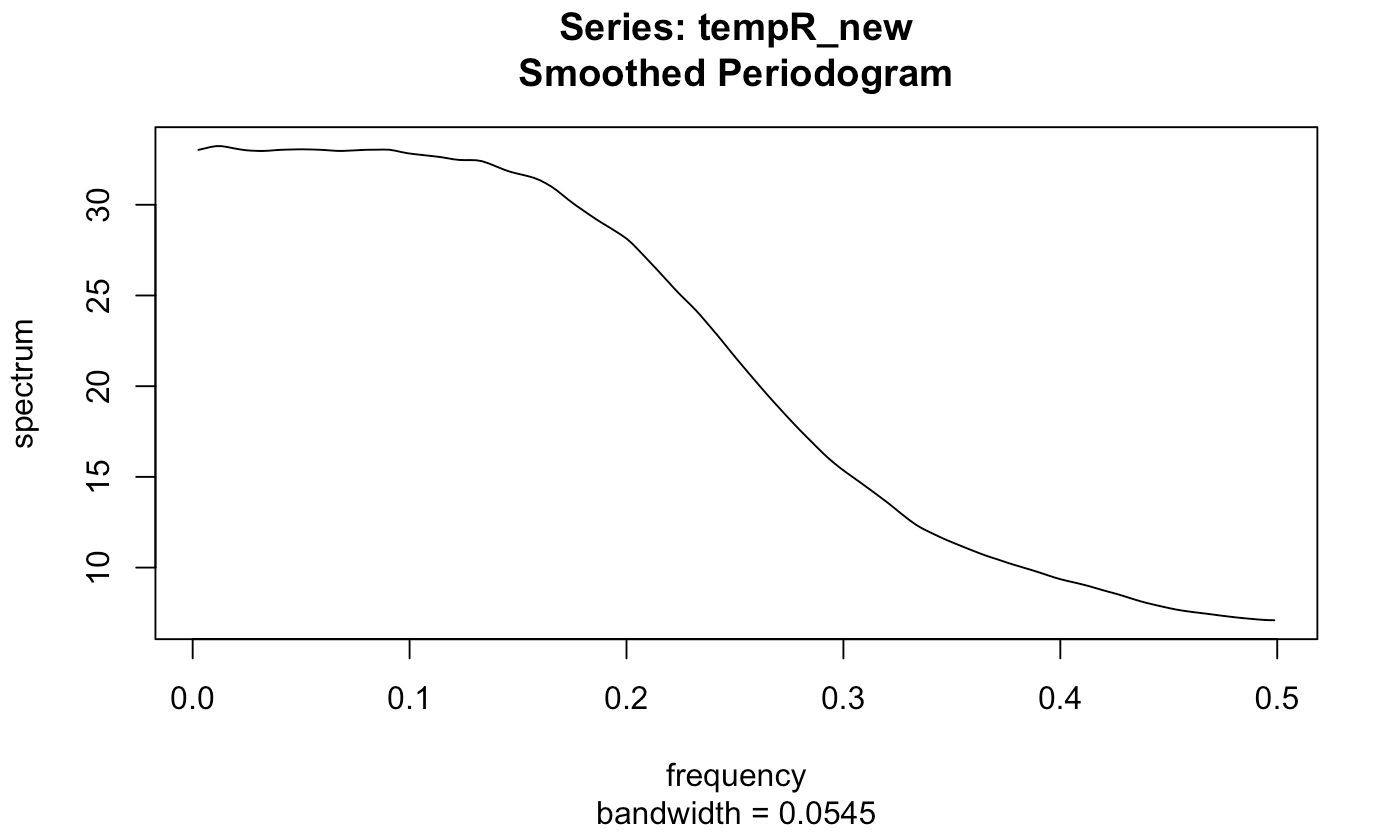 Series: tempR_new
Smoothed Periodogram
spectrum
30
25
20
15
10
0.0 0.1 0.2 0.3 0.4 0.5
frequency
bandwidth = 0.0545